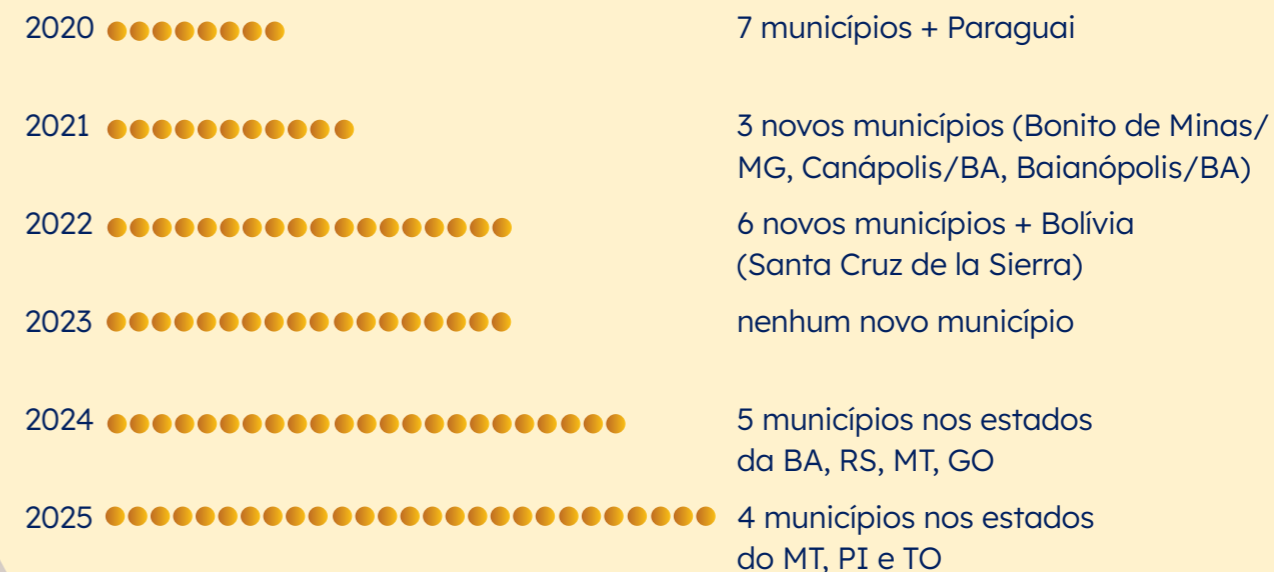 2020 7 municípios + Paraguai
2021 3 novos municípios (Bonito de Minas/
MG, Canápolis/BA, Baianópolis/BA)
2022 6 novos municípios + Bolívia
(Santa Cruz de la Sierra)
2023 nenhum novo município
2024 5 municípios nos estados
da BA, RS, MT, GO
2025 4 municípios nos estados
do MT, PI e TO